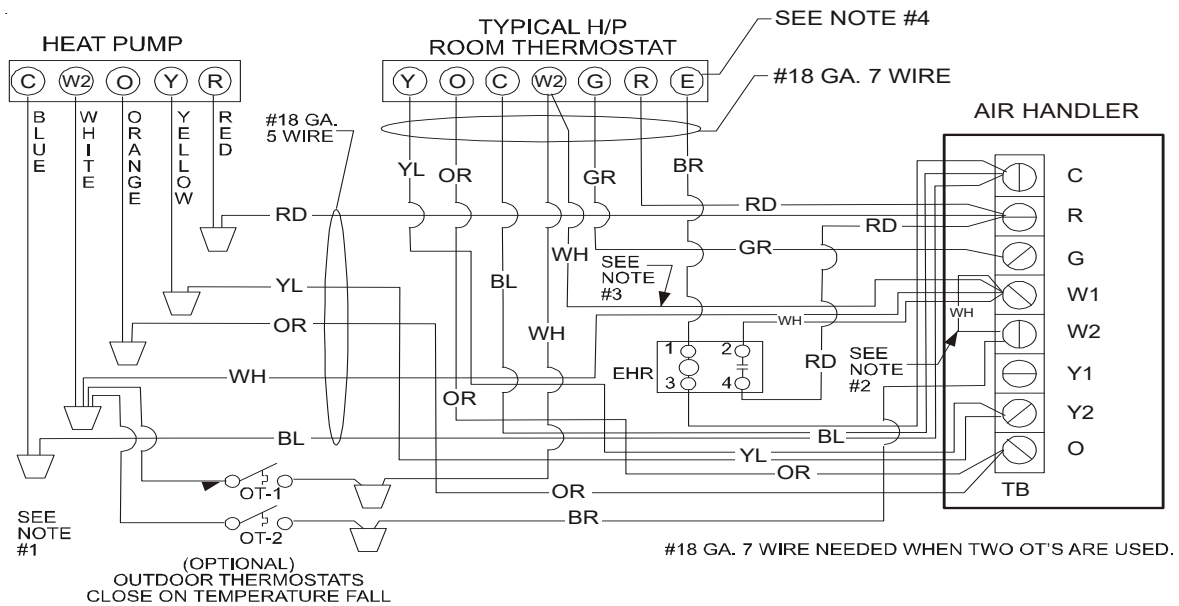 HEAT PUMP
C W2 O Y R
BLUE
WHITE
ORANGE
YELLOW
RED
#18 GA.
5 WIRE
TYPICAL H/P
ROOM THERMOSTAT
Y O C W2 G R E
SEE NOTE #4
#18 GA. 7 WIRE
AIR HANDLER
C
R
G
W1
W2
Y1
Y2
O
TB
YL
OR
GR
BR
RD
RD
RD
GR
WH
SEE
NOTE
#3
BL
YL
OR
WH
WH
WH
WH
SEE
NOTE
#2
1 2
EHR
3 4
RD
OR
BL
BL
YL
OR
OR
BR
OT-1
OT-2
SEE
NOTE
#1
(OPTIONAL)
OUTDOOR THERMOSTATS
CLOSE ON TEMPERATURE FALL
#18 GA. 7 WIRE NEEDED WHEN TWO OT'S ARE USED.